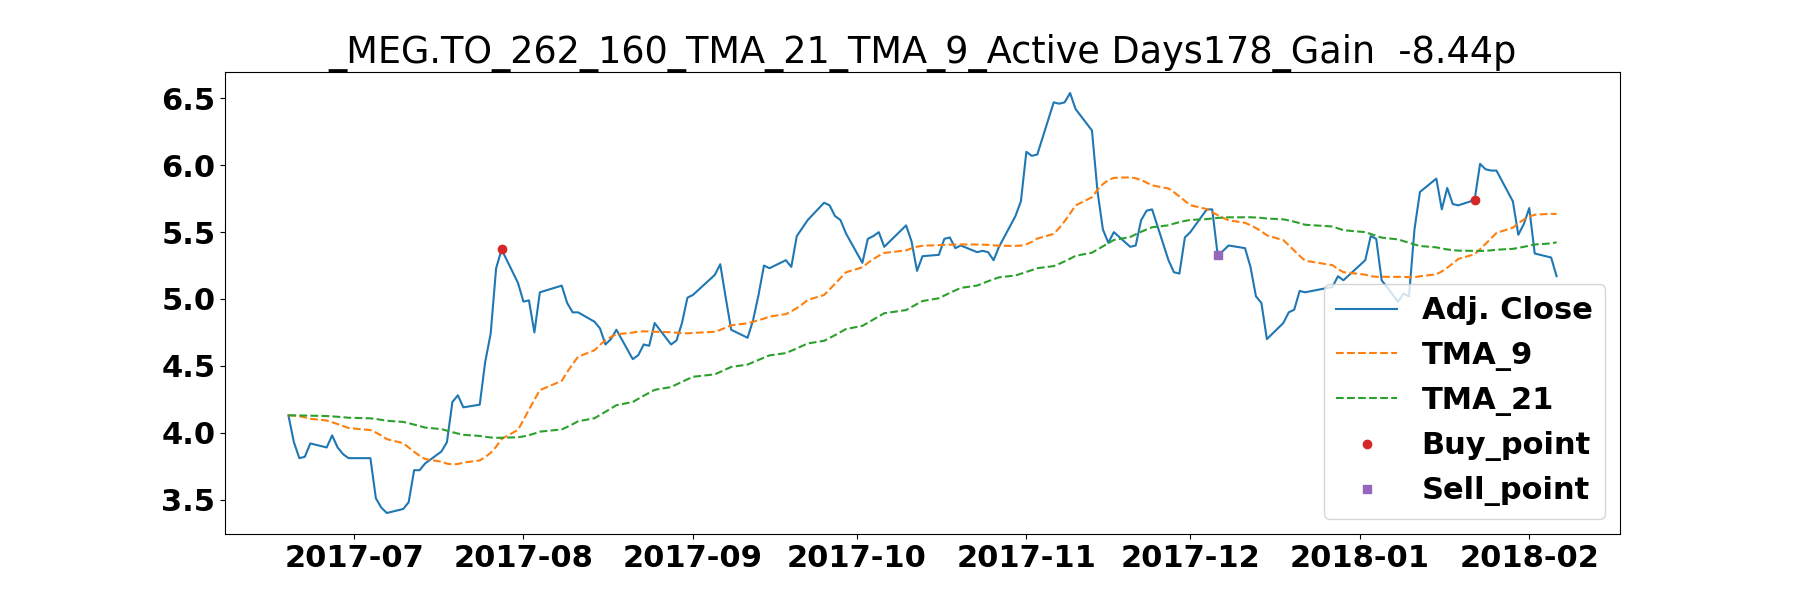 _MEG.TO_262_160_TMA_21_TMA_9_Active Days178_Gain  -8.44p
6.5
6.0
5.5
5.0
4.5
4.0
3.5
Adj. Close
TMA_9
TMA_21
Buy_point
Sell_point
2017-07 2017-08 2017-09 2017-10 2017-11 2017-12 2018-01 2018-02